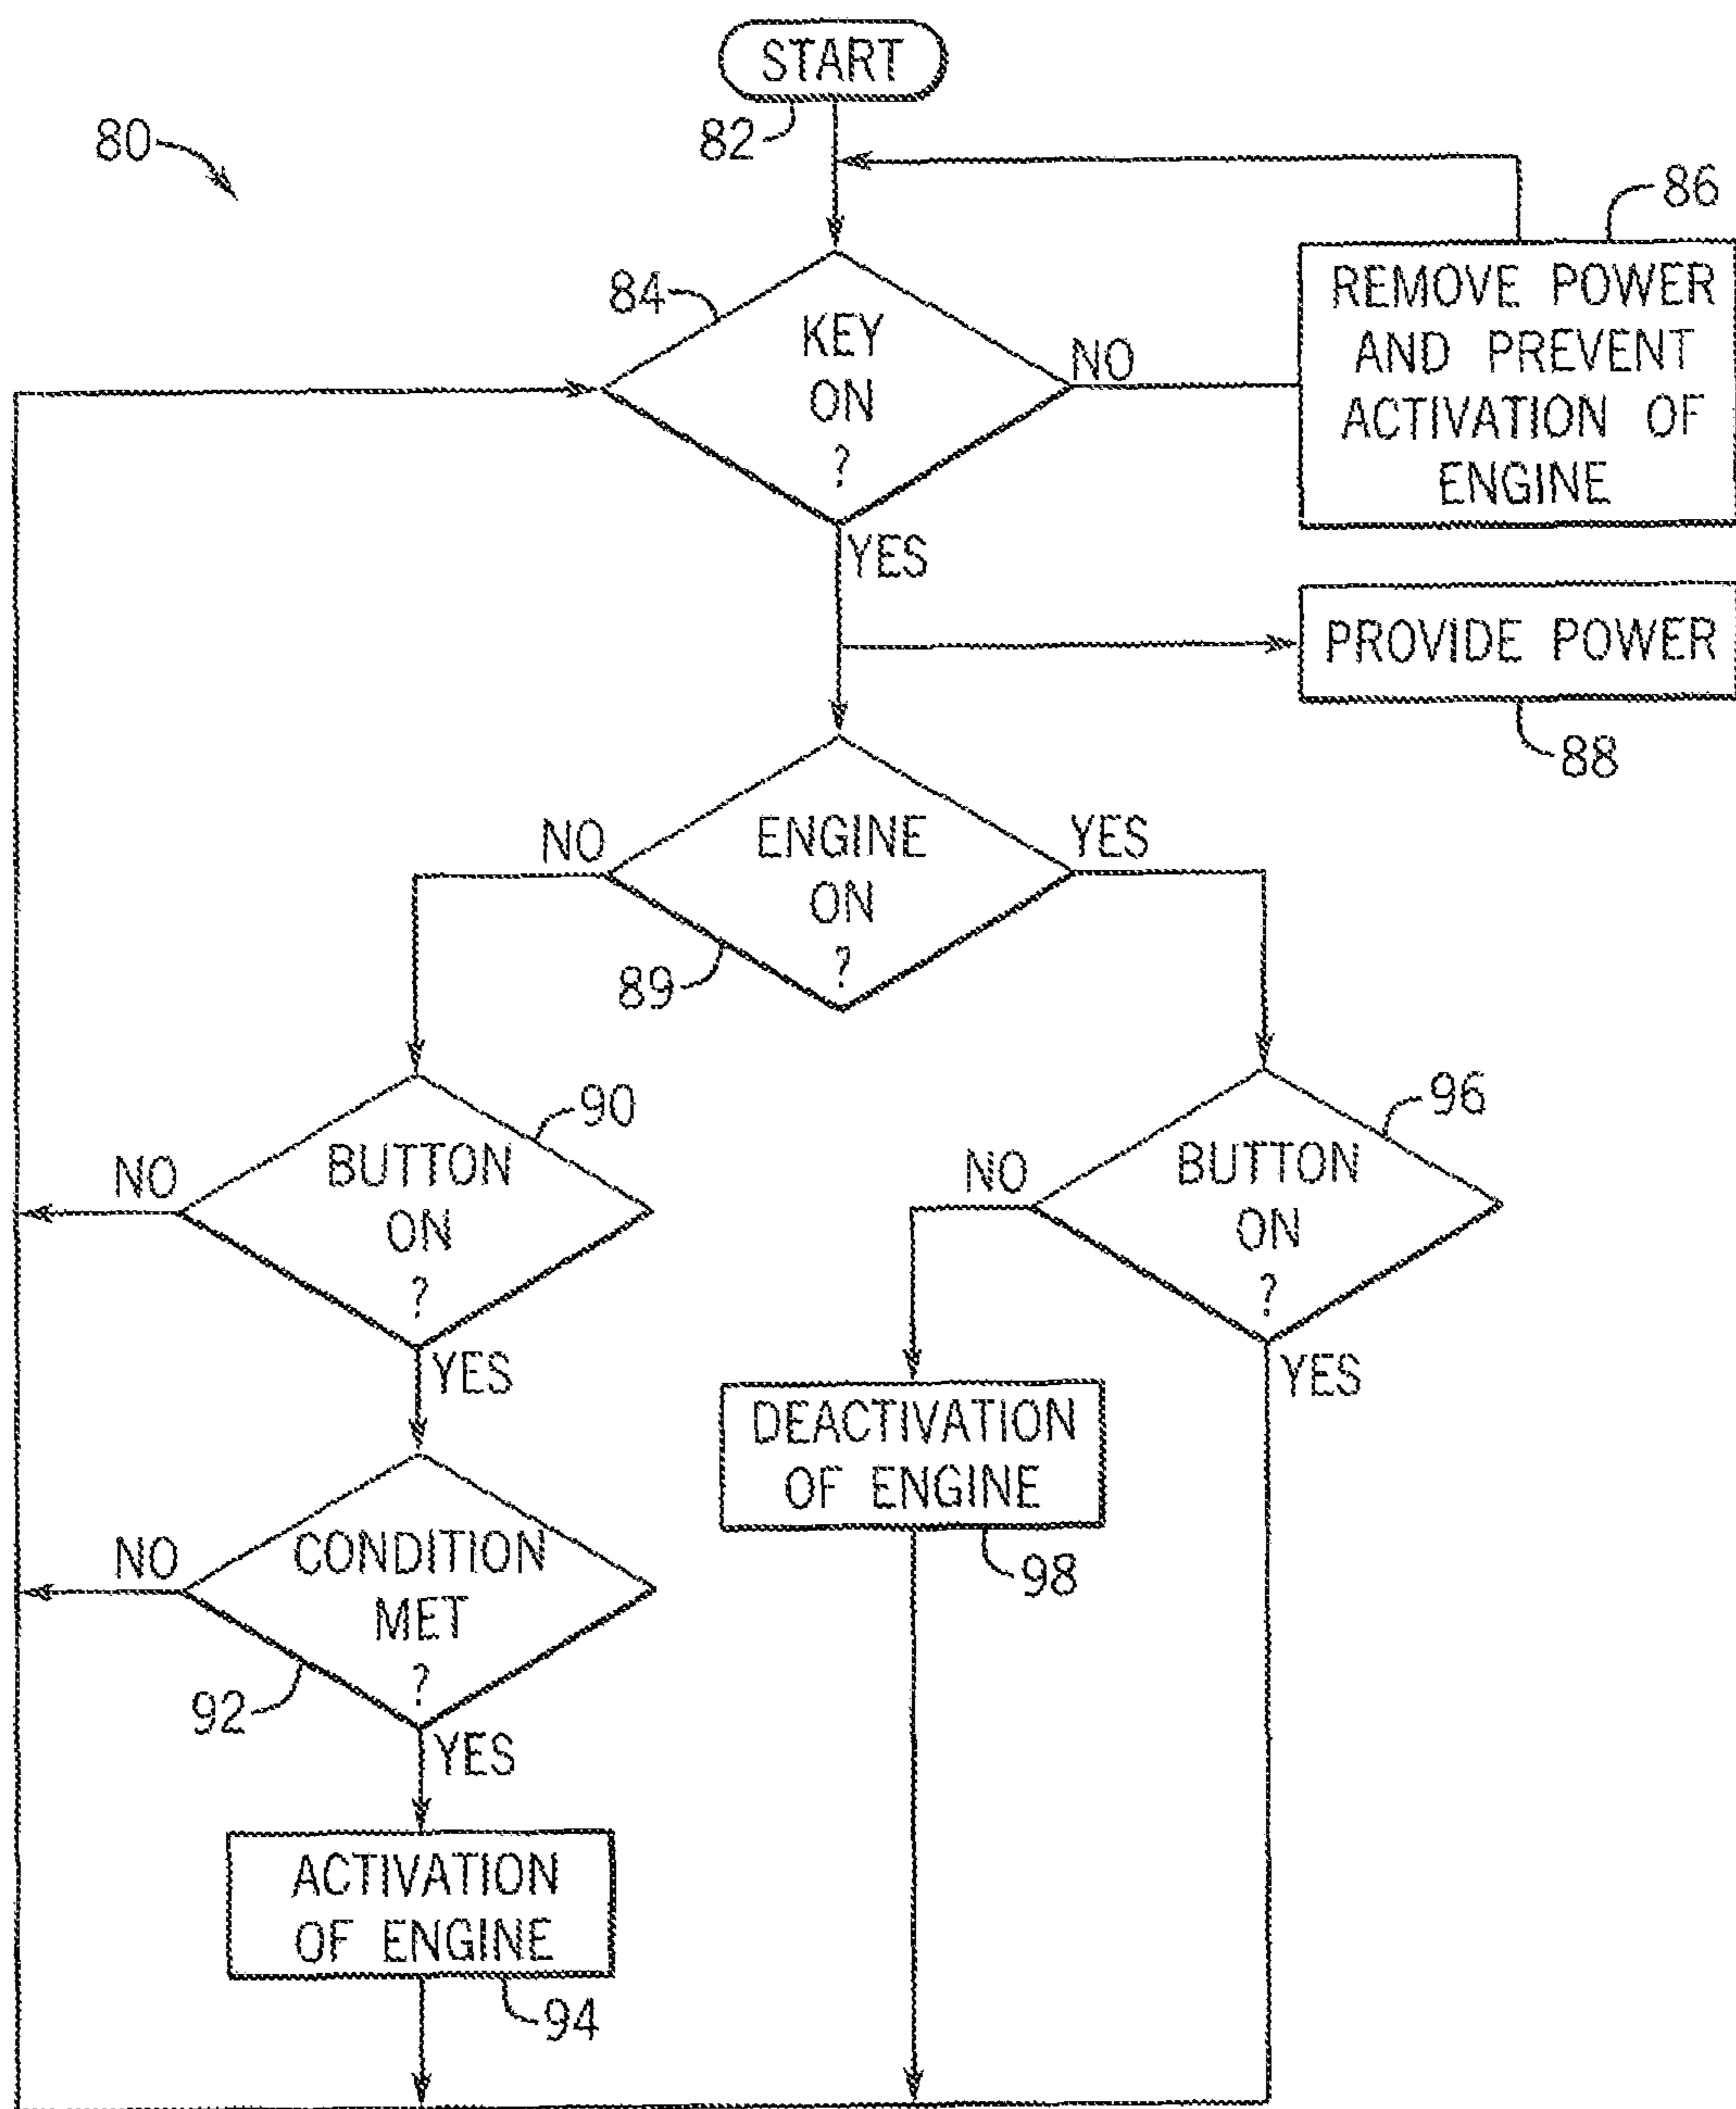 START
82
80
86
84
KEY
ON
?
NO
REMOVE POWER
AND PREVENT
ACTIVATION OF
ENGINE
YES
PROVIDE POWER
88
NO
ENGINE
ON
?
YES
89
90
96
NO
BUTTON
ON
?
YES
NO
BUTTON
ON
?
YES
DEACTIVATION
OF ENGINE
98
NO
CONDITION
MET
?
92
YES
ACTIVATION
OF ENGINE
94